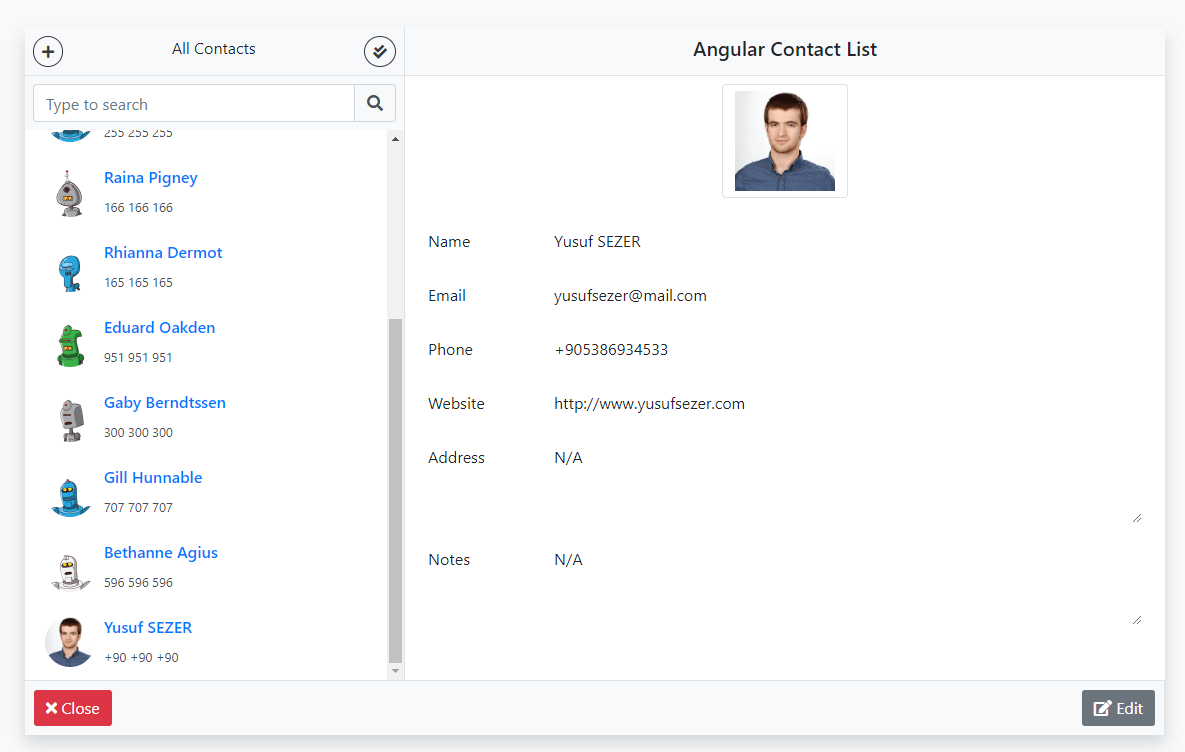 All Contacts
Angular Contact List
Type to search
255 255 255
Raina Pigney
166 166 166
Rhianna Dermot
165 165 165
Eduard Oakden
951 951 951
Gaby Berndtssen
300 300 300
Gill Hunnable
707 707 707
Bethanne Agius
596 596 596
Yusuf SEZER
+90 +90 +90
Name Yusuf SEZER
Email yusufsezer@mail.com
Phone +905386934533
Website http://www.yusufsezer.com
Address N/A
Notes N/A
Close
Edit